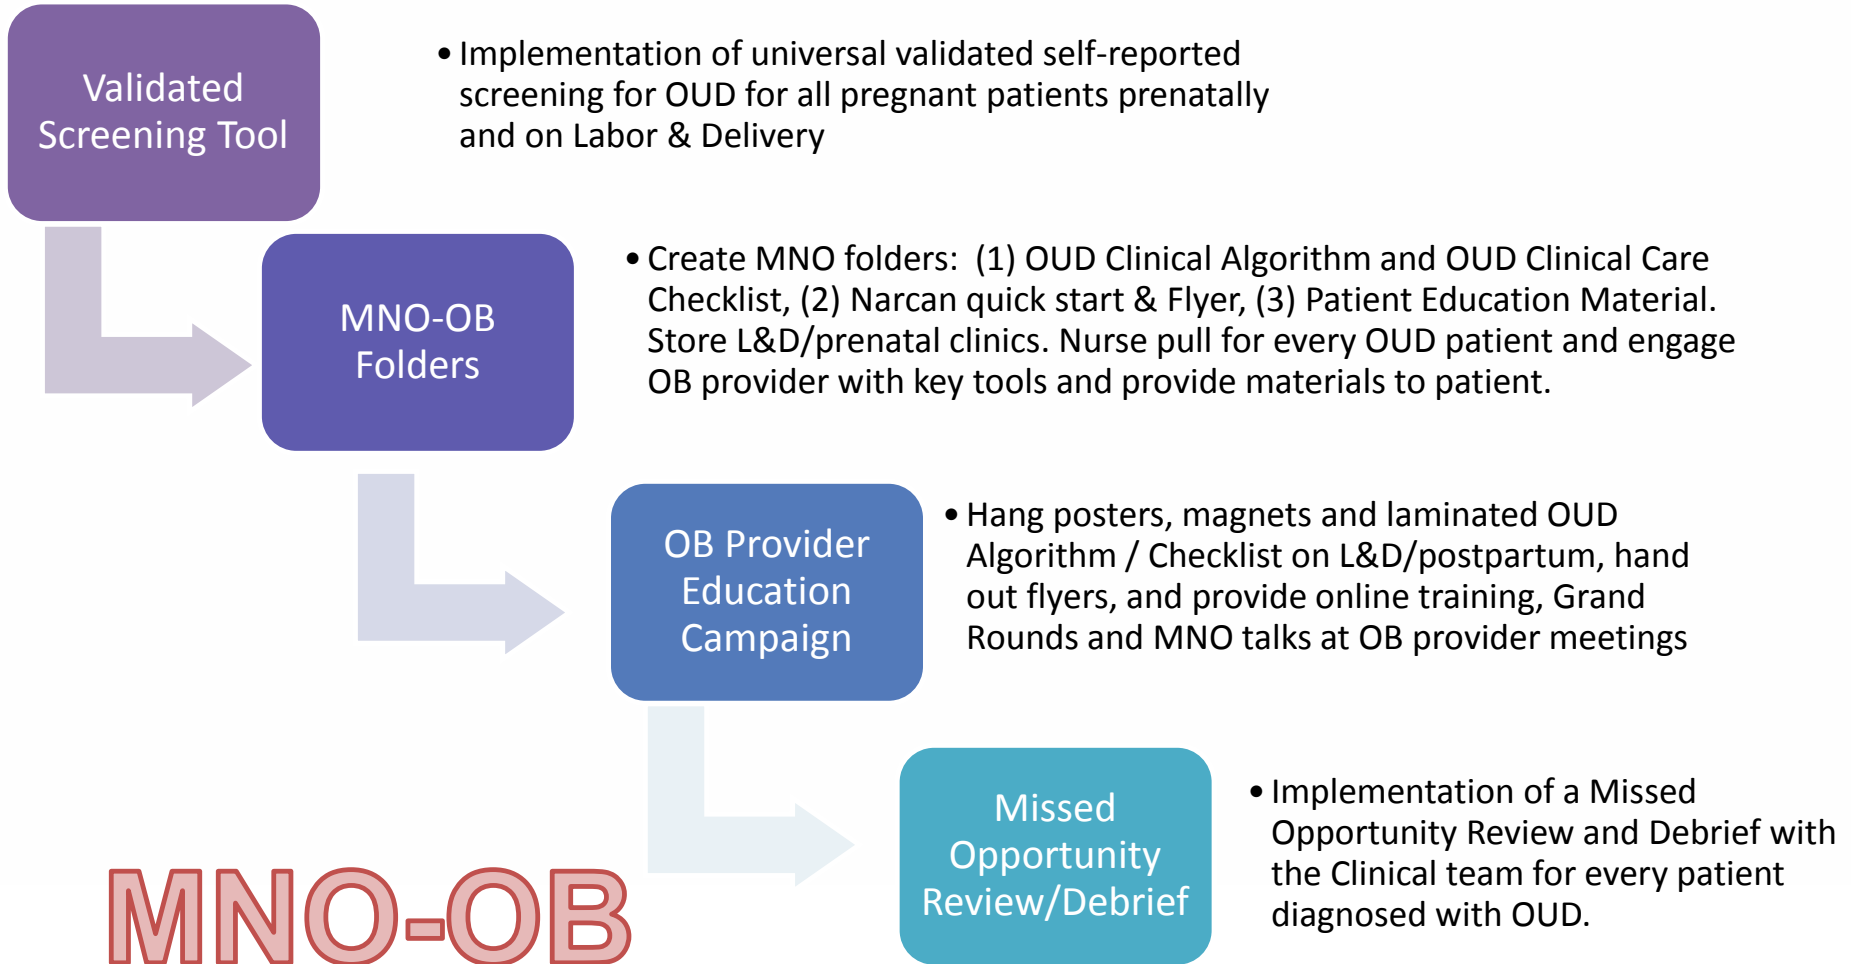 Validated
Screening Tool
• Implementation of universal validated self-reported
screening for OUD for all pregnant patients prenatally
and on Labor & Delivery
MNO-OB
Folders
• Create MNO folders:  (1) OUD Clinical Algorithm and OUD Clinical Care
Checklist, (2) Narcan quick start & Flyer, (3) Patient Education Material.
Store L&D/prenatal clinics. Nurse pull for every OUD patient and engage
OB provider with key tools and provide materials to patient.
OB Provider
Education
Campaign
• Hang posters, magnets and laminated OUD
Algorithm / Checklist on L&D/postpartum, hand
out flyers, and provide online training, Grand
Rounds and MNO talks at OB provider meetings
Missed
Opportunity
Review/Debrief
• Implementation of a Missed
Opportunity Review and Debrief with
the Clinical team for every patient
diagnosed with OUD.
MNO-OB